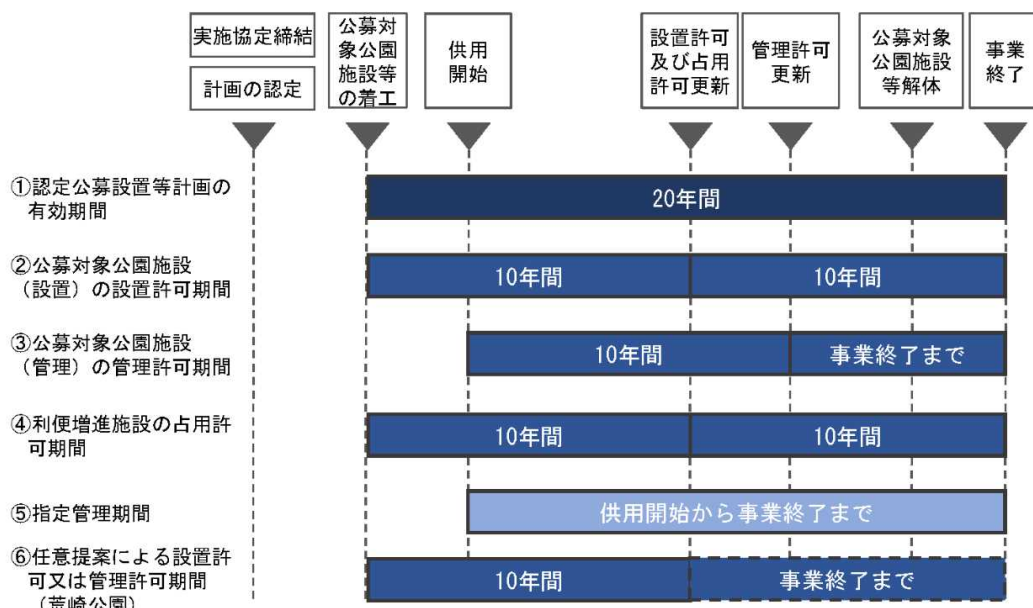 実施協定締結
計画の認定
公募対
象公園
施設等
の着工
供用
開始
設置許可
及び占用
許可更新
管理許可
更新
公募対象
公園施設
等解体
事業
終了
①認定公募設置等計画の
有効期間
20年間
②公募対象公園施設
（設置）の設置許可期間
10年間
10年間
③公募対象公園施設
（管理）の管理許可期間
10年間
事業終了まで
④利便増進施設の占用許
可期間
10年間
10年間
⑤指定管理期間
供用開始から事業終了まで
⑥任意提案による設置許
可又は管理許可期間
（荒崎公園）
10年間
事業終了まで